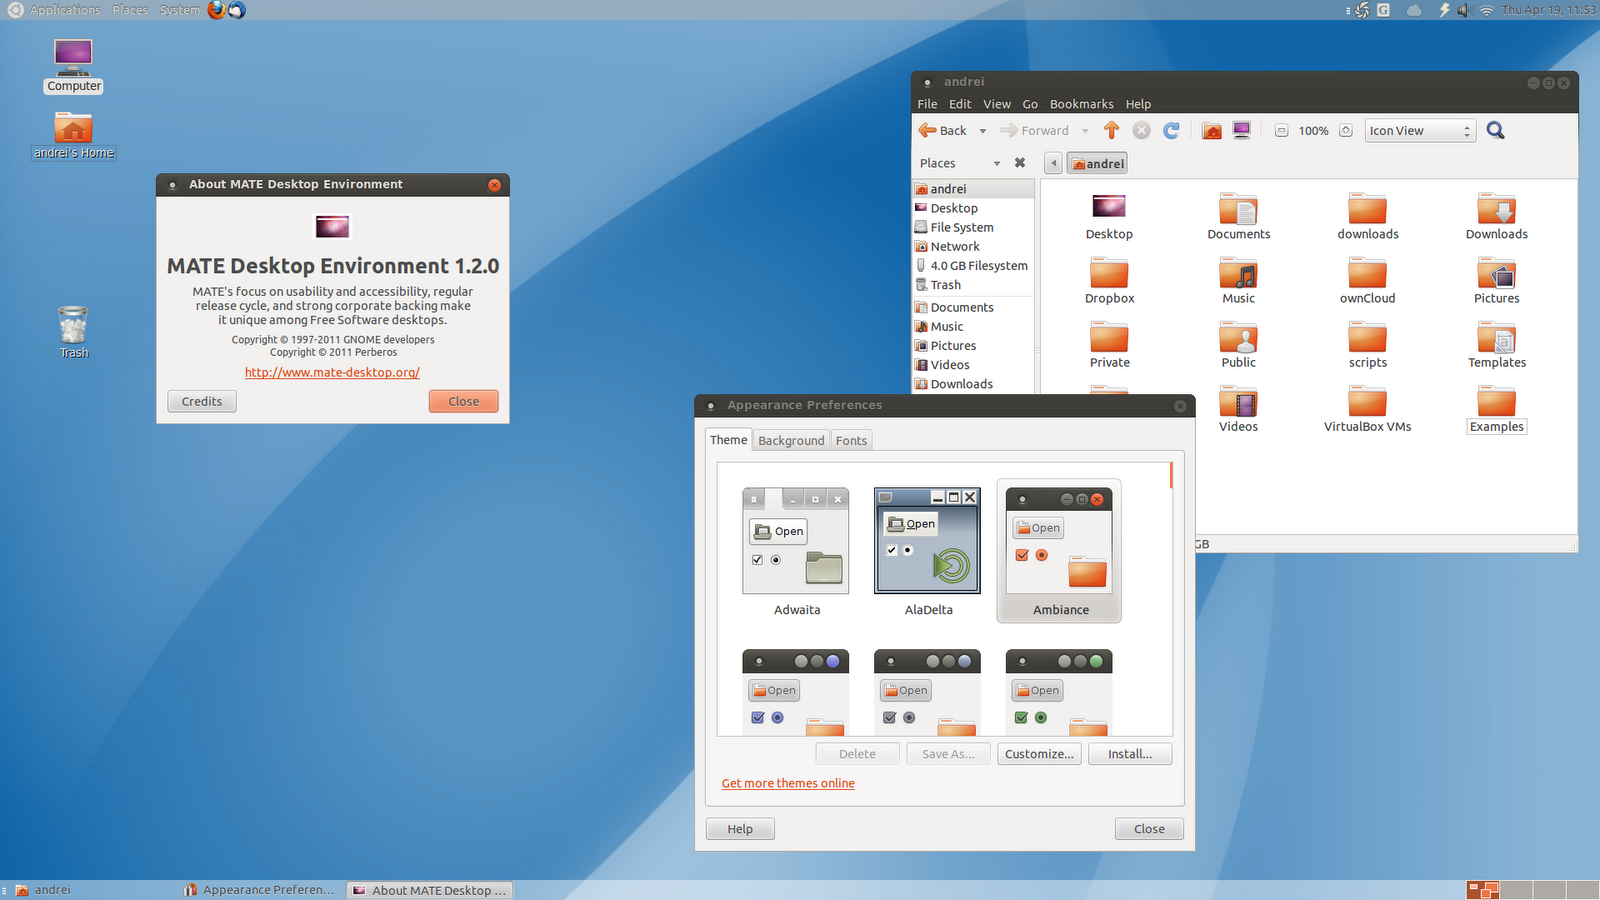 Applications Places System
Thu Apr 19, 11:53
Computer
andrei's Home
Trash
About MATE Desktop Environment
MATE Desktop Environment 1.2.0
MATE's focus on usability and accessibility, regular
release cycle, and strong corporate backing make
it unique among Free Software desktops.
Copyright © 1997-2011 GNOME developers
Copyright © 2011 Perberos
http://www.mate-desktop.org/
Credits
Close
andrei
File Edit View Go Bookmarks Help
Back Forward 100% Icon View
Places andrei
andrei
Desktop
File System
Network
4.0 GB Filesystem
Trash
Documents
Music
Pictures
Videos
Downloads
Desktop Documents downloads Downloads
Dropbox Music ownCloud Pictures
Private Public scripts Templates
Videos VirtualBox VMs Examples
GB
Appearance Preferences
Theme Background Fonts
Open Open Open
Adwaita AlaDelta Ambiance
Open Open Open
Delete Save As... Customize... Install...
Get more themes online
Help Close
andrei Appearance Preferen... About MATE Desktop ...